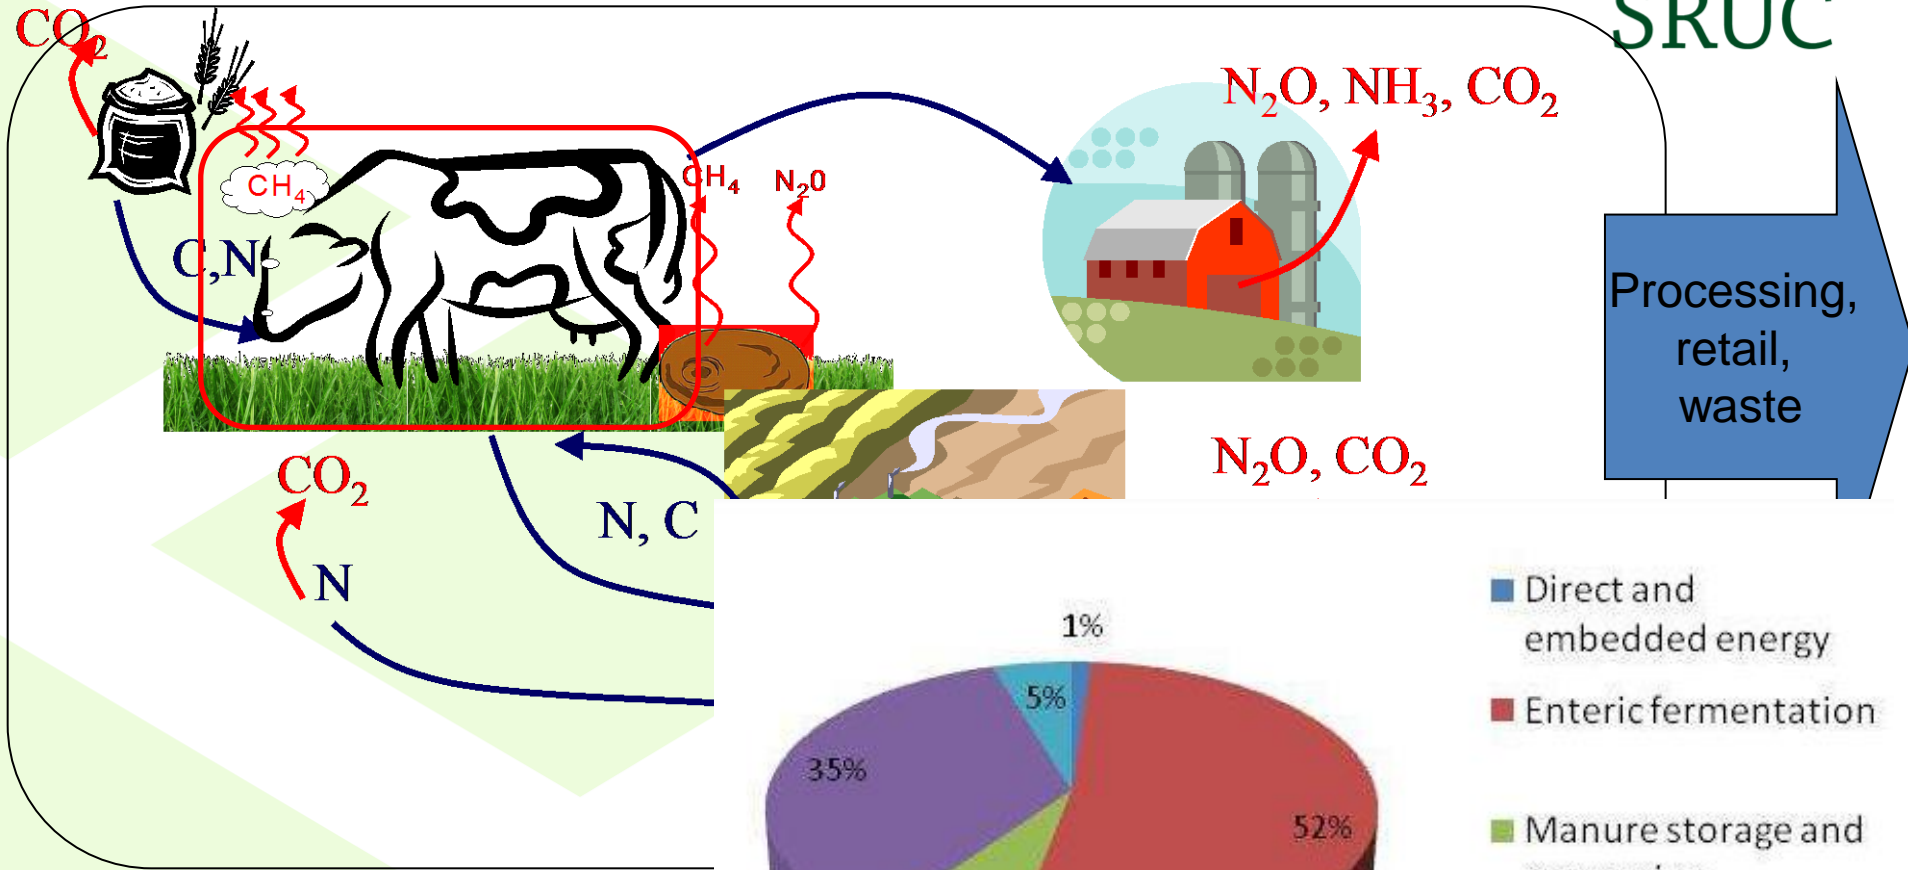 SRUC
CO₂
N₂O, NH₃, CO₂
CH₄
CH₄
N₂0
C,N
Processing,
retail,
waste
N₂O, CO₂
CO₂
N, C
N
1%
5%
35%
52%
Direct and
embedded energy
Enteric fermentation
Manure storage and